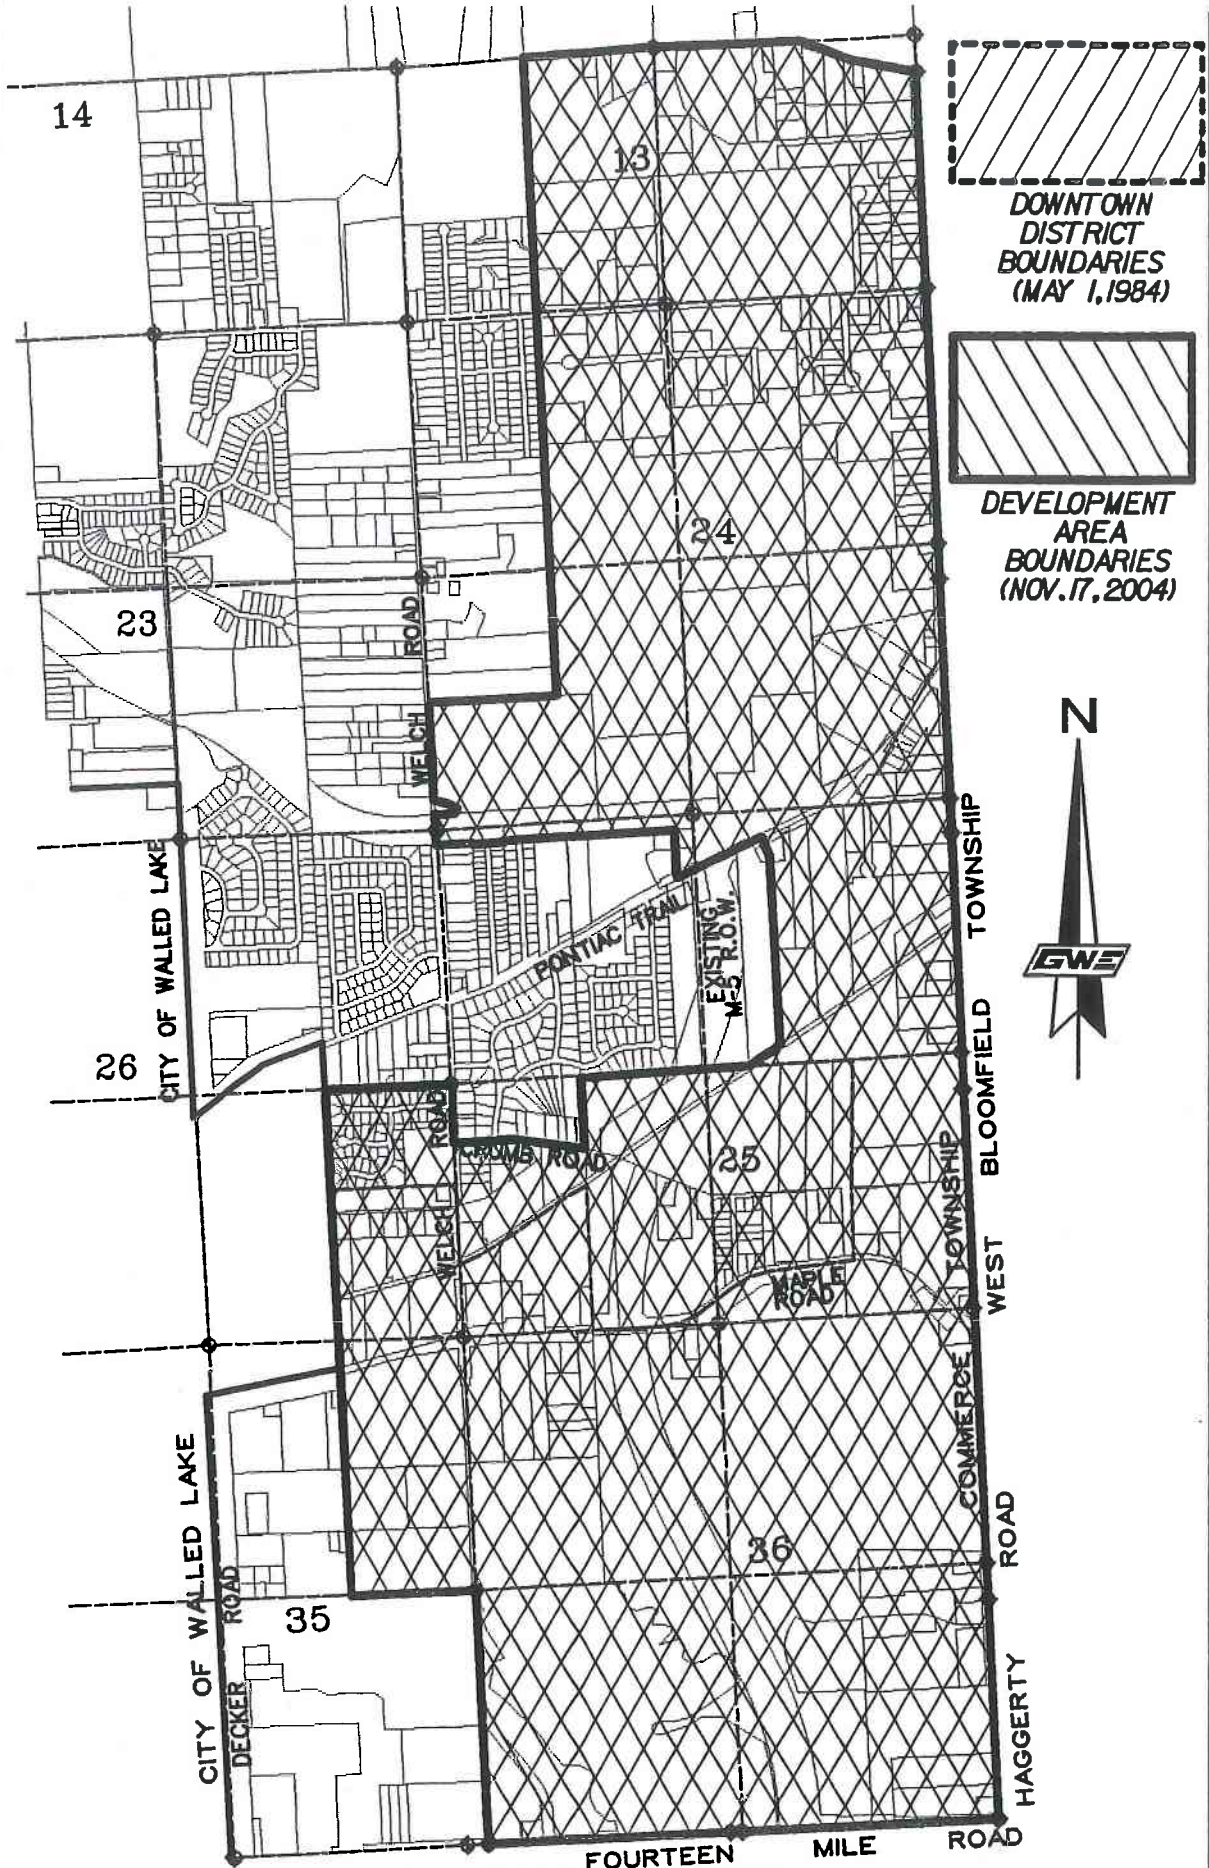 14
13
DOWNTOWN
DISTRICT
BOUNDARIES
(MAY 1, 1984)
DEVELOPMENT
AREA
BOUNDARIES
(NOV. 17, 2004)
24
23
WELCH ROAD
N
GWE
CITY OF WALLED LAKE
PONTIAC TRAIL
EXISTING
M-5 R.O.W.
WEST BLOOMFIELD TOWNSHIP
26
WELCH ROAD
CRUMB ROAD
25
MAPLE
ROAD
COMMERCE TOWNSHIP
CITY OF WALLED LAKE
DECKER ROAD
36
35
HAGGERTY ROAD
FOURTEEN MILE ROAD